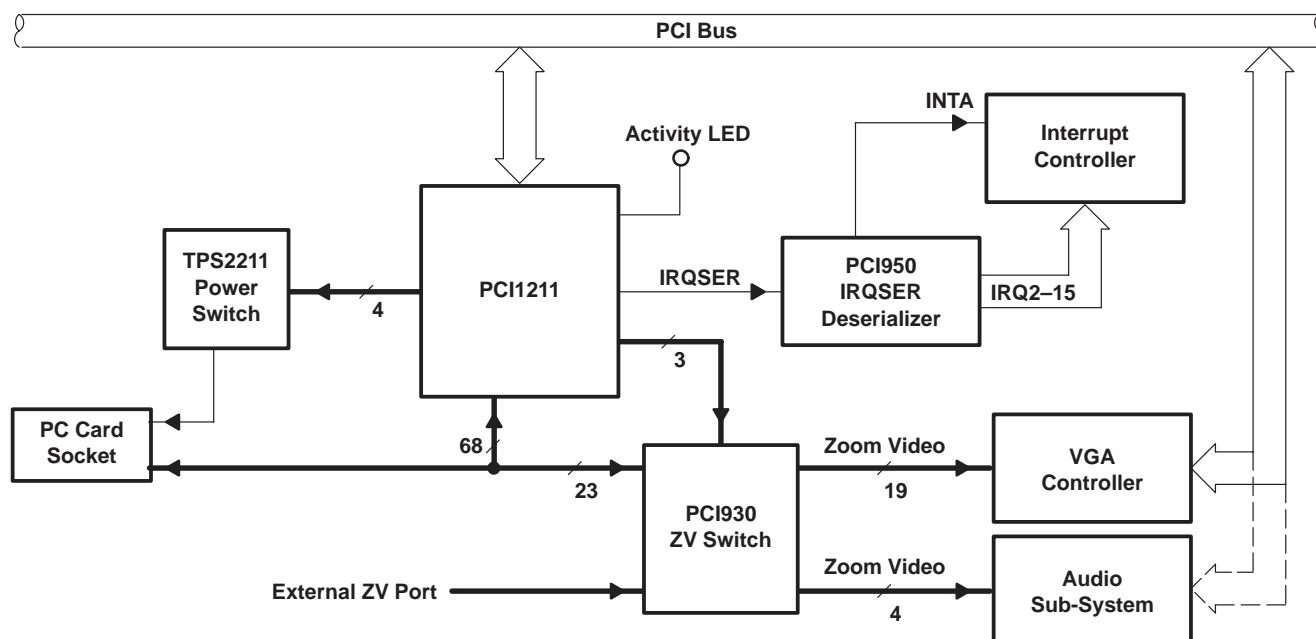 PCI Bus
INTA
Activity LED
Interrupt
Controller
TPS2211
Power
Switch
PCI1211
IRQSER
PCI950
IRQSER
Deserializer
IRQ2–15
4
3
PC Card
Socket
68
23
Zoom Video
19
VGA
Controller
PCI930
ZV Switch
External ZV Port
Zoom Video
4
Audio
Sub-System